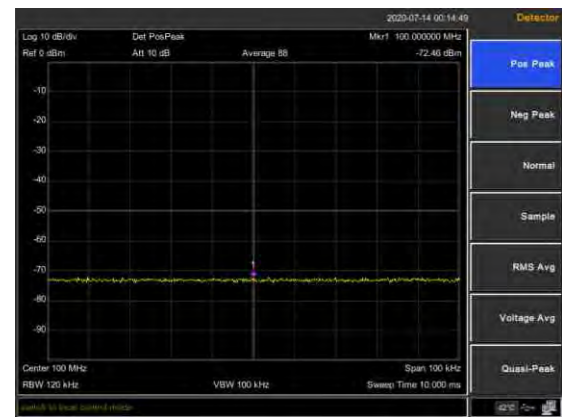 2020-07-14 00:14:49
Detector
Log 10 dB/div Det PosPeak Mkr1 100.000000 MHz
Ref 0 dBm Att 10 dB Average 88 -72.46 dBm
Pos Peak
-10
Neg Peak
-20
-30
Normal
-40
-50
Sample
-60
1
-70
RMS Avg
-80
Voltage Avg
-90
Center 100 MHz Span 100 kHz
Quasi-Peak
RBW 120 kHz VBW 100 kHz Sweep Time 10.000 ms
switch to local control mode